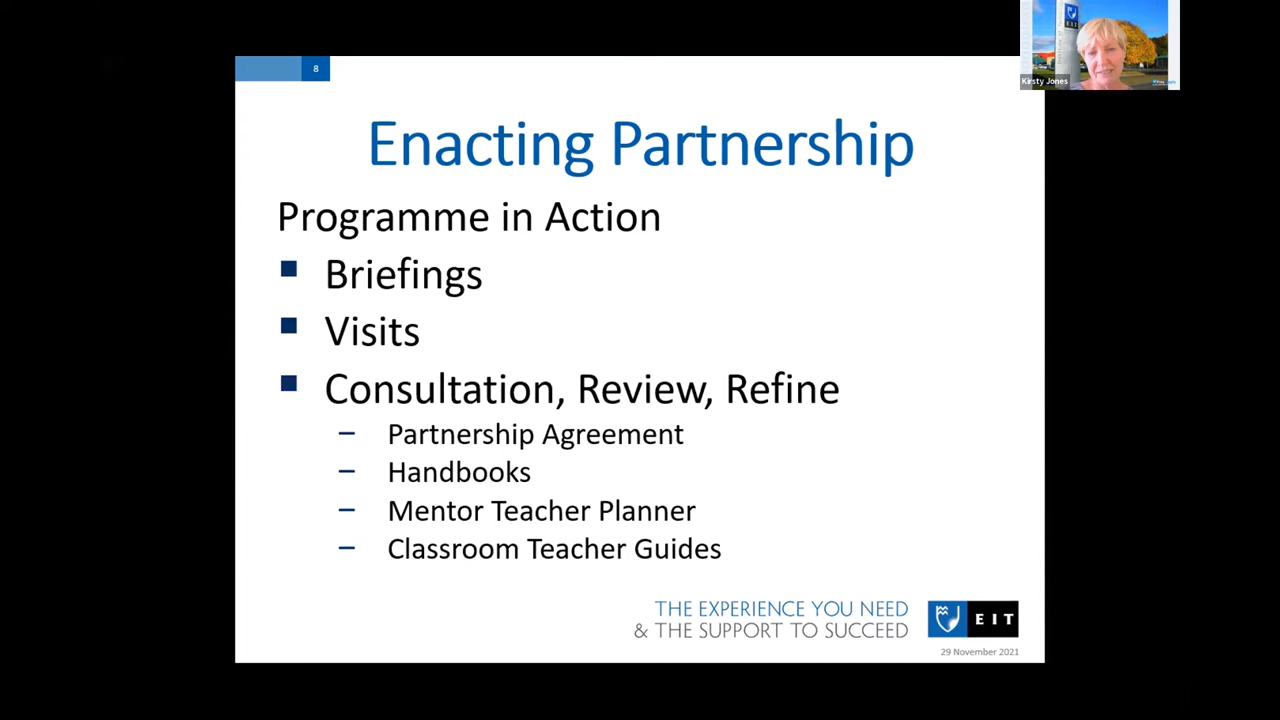 8
EIT
Kirsty Jones
Enacting Partnership
Programme in Action
Briefings
Visits
Consultation, Review, Refine
– Partnership Agreement
– Handbooks
– Mentor Teacher Planner
– Classroom Teacher Guides
THE EXPERIENCE YOU NEED
& THE SUPPORT TO SUCCEED
EIT
29 November 2021